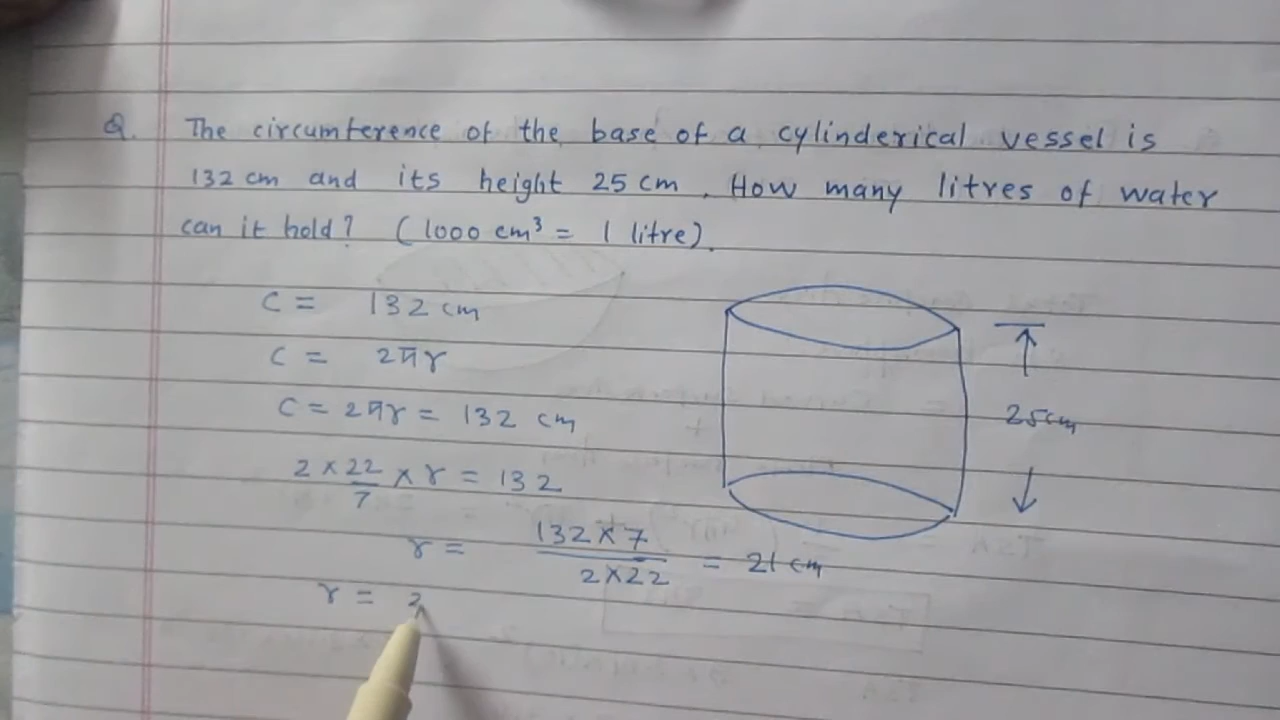 Q. The circumference of the base of a cylinderical vessel is
132 cm and its height 25 cm. How many litres of water
can it hold? (1000 cm³ = 1 litre).
C = 132 cm
C = 2πr
C = 2πr = 132 cm
25cm
2 × 22/7 × r = 132
r = 132 × 7 / 2 × 22 = 21 cm
r = 2